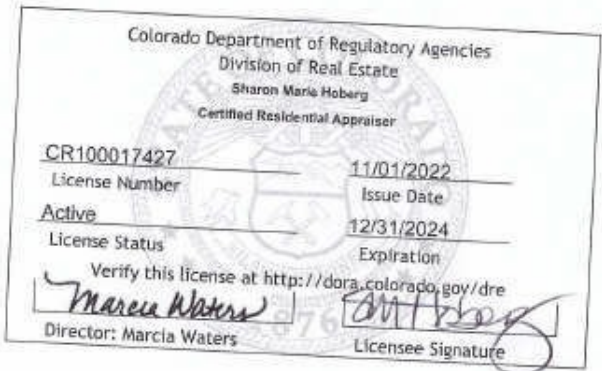 Colorado Department of Regulatory Agencies
Division of Real Estate
Sharon Marie Hoberg
Certified Residential Appraiser
CR100017427 11/01/2022
License Number Issue Date
Active 12/31/2024
License Status Expiration
Verify this license at http://dora.colorado.gov/dre
Marcia Waters
Director: Marcia Waters Licensee Signature